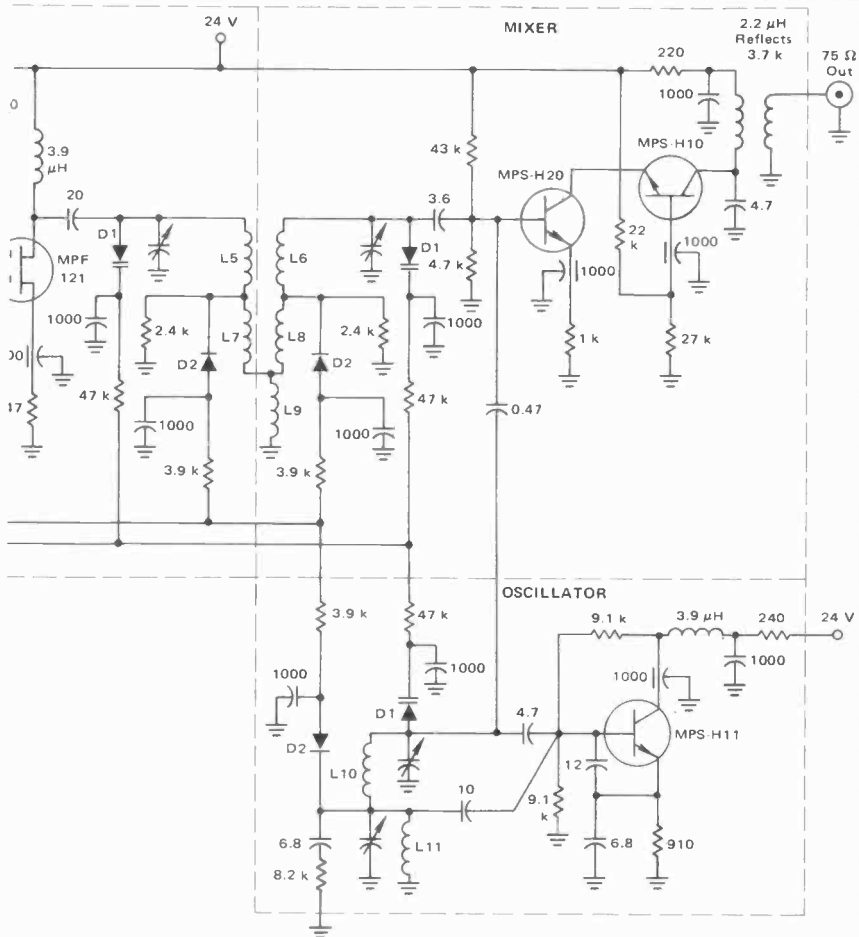 24 V
MIXER
2.2 µH
Reflects
3.7 k
75 Ω
Out
220
1000
3.9
µH
43 k
MPS-H20
MPS-H10
20
3.6
4.7
D1
D1
22
k
1000
MPF
121
L5
L6
4.7 k
1000
1000
2.4 k
L7
L8
2.4 k
1000
1 k
27 k
D2
D2
00
47 k
47 k
17
L9
0.47
1000
1000
3.9 k
3.9 k
OSCILLATOR
3.9 k
47 k
9.1 k
3.9 µH
240
24 V
1000
1000
1000
1000
D1
4.7
MPS-H11
D2
L10
12
10
9.1
k
6.8
L11
6.8
910
8.2 k